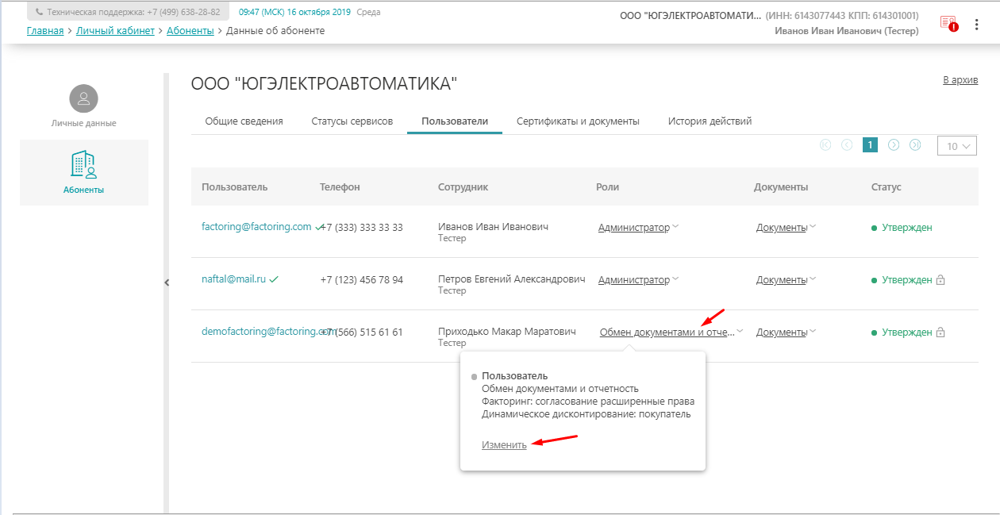 Техническая поддержка: +7 (499) 638-28-82 09:47 (МСК) 16 октября 2019 Среда
ООО "ЮГЭЛЕКТРОАВТОМАТИ... (ИНН: 6143077443 КПП: 614301001)
Главная > Личный кабинет > Абоненты > Данные об абоненте
Иванов Иван Иванович (Тестер)
Личные данные
Абоненты
ООО "ЮГЭЛЕКТРОАВТОМАТИКА"
В архив
Общие сведения Статусы сервисов Пользователи Сертификаты и документы История действий
1 10
Пользователь Телефон Сотрудник Роли Документы Статус
factoring@factoring.com +7 (333) 333 33 33 Иванов Иван Иванович Администратор Документы Утвержден
Тестер
naftal@mail.ru +7 (123) 456 78 94 Петров Евгений Александрович Администратор Документы Утвержден
Тестер
demofactoring@factoring.com +7 (566) 515 61 61 Приходько Макар Маратович Обмен документами и отче... Документы Утвержден
Тестер
Пользователь
Обмен документами и отчетность
Факторинг: согласование расширенные права
Динамическое дисконтирование: покупатель
Изменить